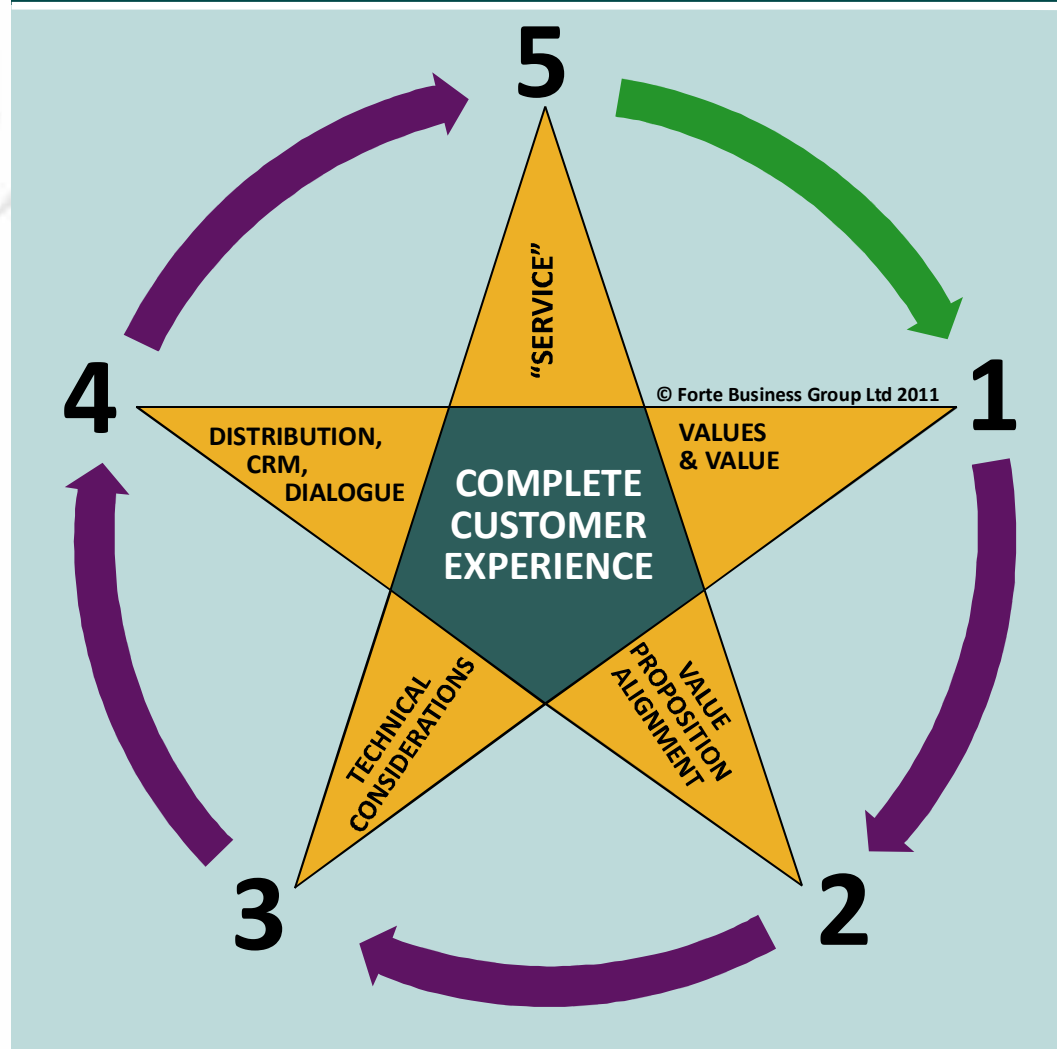 5
“SERVICE”
© Forte Business Group Ltd 2011
4
1
DISTRIBUTION,
CRM,
DIALOGUE
VALUES
& VALUE
COMPLETE
CUSTOMER
EXPERIENCE
TECHNICAL
CONSIDERATIONS
VALUE
PROPOSITION
ALIGNMENT
3
2